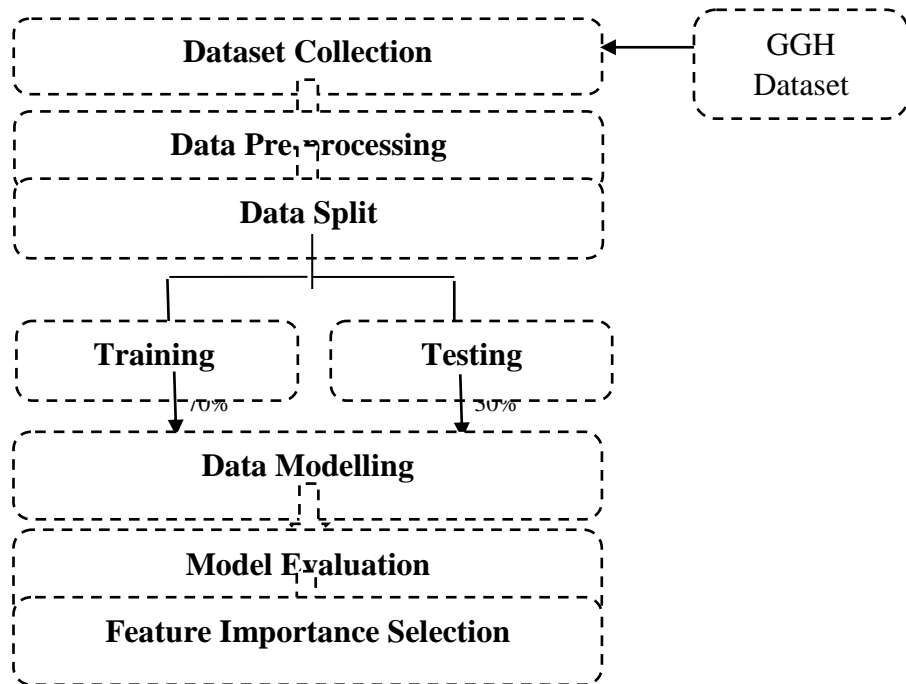 Dataset Collection
GGH
Dataset
Data Pre-processing
Data Split
Training
Testing
70%
Data Modelling
Model Evaluation
Feature Importance Selection